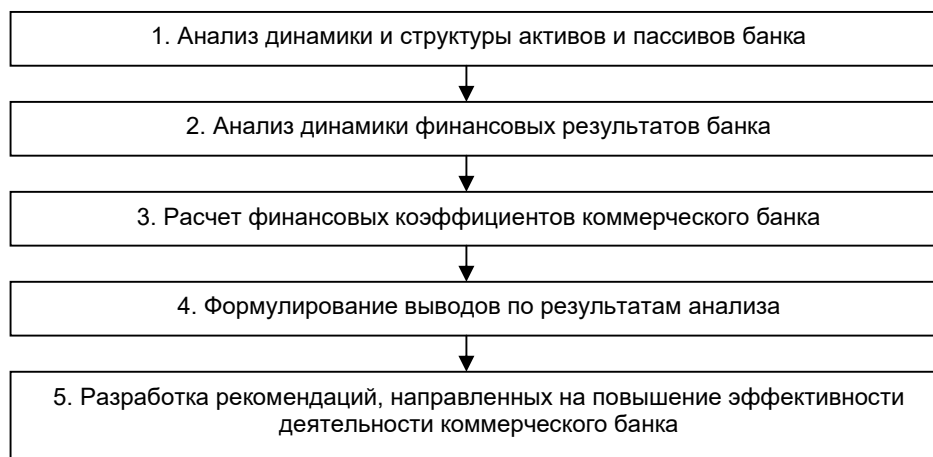 1. Анализ динамики и структуры активов и пассивов банка
2. Анализ динамики финансовых результатов банка
3. Расчет финансовых коэффициентов коммерческого банка
4. Формулирование выводов по результатам анализа
5. Разработка рекомендаций, направленных на повышение эффективности
деятельности коммерческого банка